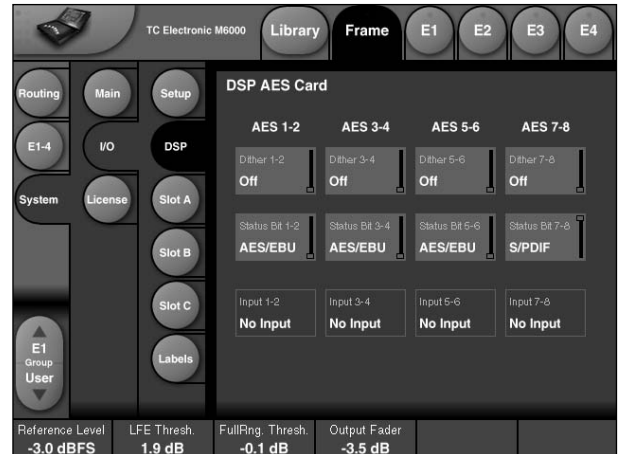 TC Electronic M6000
Library
Frame
E1
E2
E3
E4
Routing
Main
Setup
E1-4
I/O
DSP
System
License
Slot A
Slot B
Slot C
Labels
E1
Group
User
DSP AES Card
AES 1-2 AES 3-4 AES 5-6 AES 7-8
Dither 1-2 Dither 3-4 Dither 5-6 Dither 7-8
Off Off Off Off
Status Bit 1-2 Status Bit 3-4 Status Bit 5-6 Status Bit 7-8
AES/EBU AES/EBU AES/EBU S/PDIF
Input 1-2 Input 3-4 Input 5-6 Input 7-8
No Input No Input No Input No Input
Reference Level LFE Thresh. FullRng. Thresh. Output Fader
-3.0 dBFS 1.9 dB -0.1 dB -3.5 dB